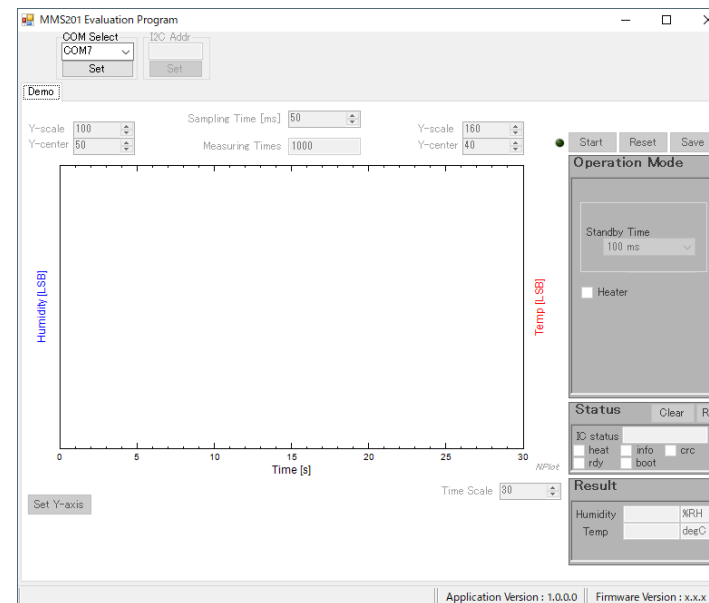 MMS201 Evaluation Program
COM Select
I2C Addr
COM7
Set
Set
Demo
Sampling Time [ms] 50
Y-scale 100
Y-scale 160
Y-center 50
Measuring Times 1000
Y-center 40
Start Reset Save
Operation Mode
Standby Time
100 ms
Heater
Humidity [LSB]
Temp [LSB]
Status Clear R
IC status
heat info crc
rdy boot
0 5 10 15 20 25 30
Time [s]
NPlot
Time Scale 30
Set Y-axis
Result
Humidity %RH
Temp degC
Application Version : 1.0.0.0 Firmware Version : x.x.x